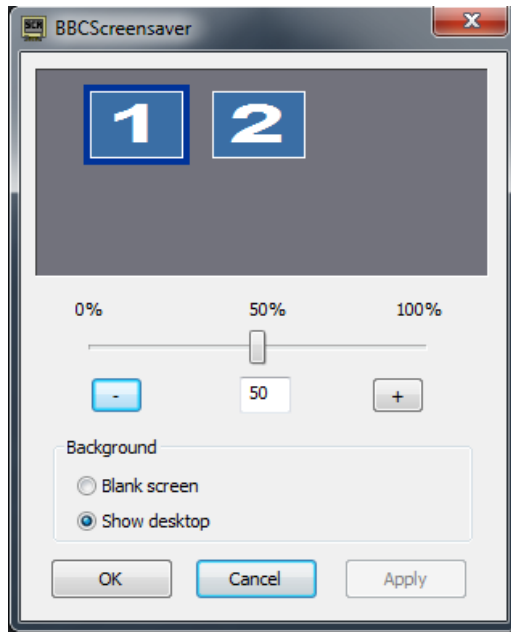 BBCScreensaver
1 2
0% 50% 100%
- 50 +
Background
Blank screen
Show desktop
OK Cancel Apply